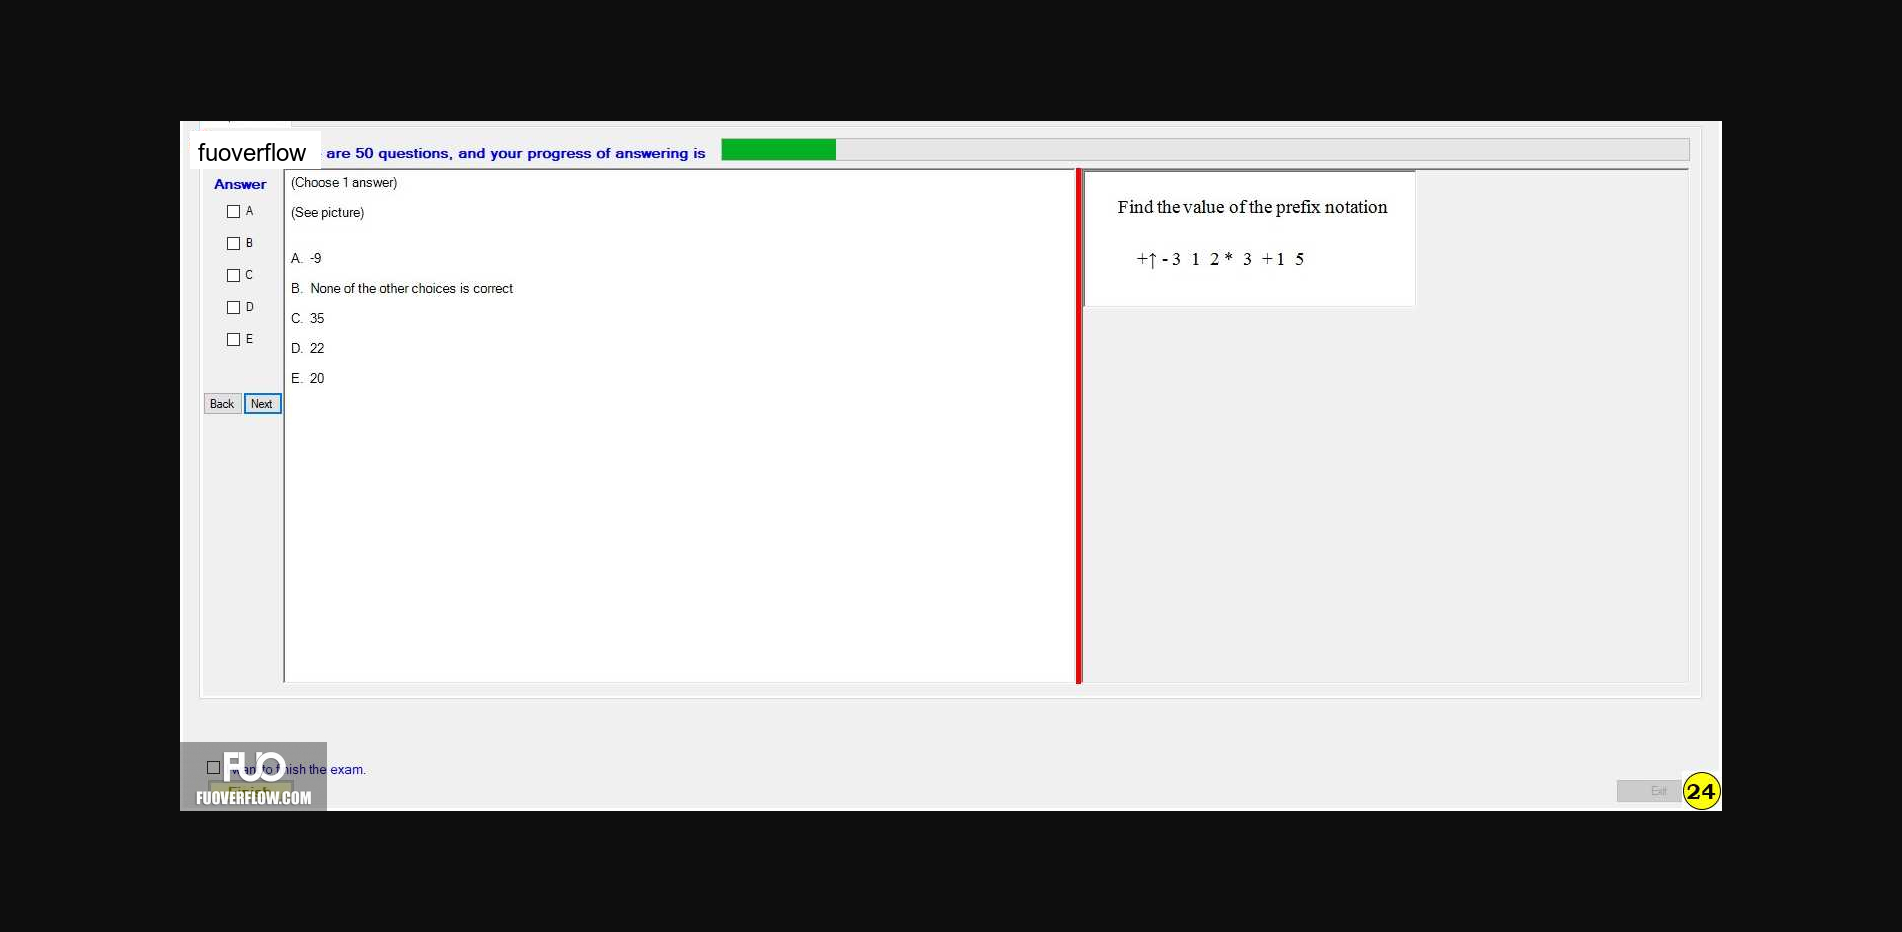 fuoverflow are 50 questions, and your progress of answering is
Answer
A
B
C
D
E
Back Next
(Choose 1 answer)
(See picture)
A. -9
B. None of the other choices is correct
C. 35
D. 22
E. 20
Find the value of the prefix notation
+↑ - 3 1 2 * 3 + 1 5
FUO
want to finish the exam.
Finish
FUOVERFLOW.COM
Exit
24